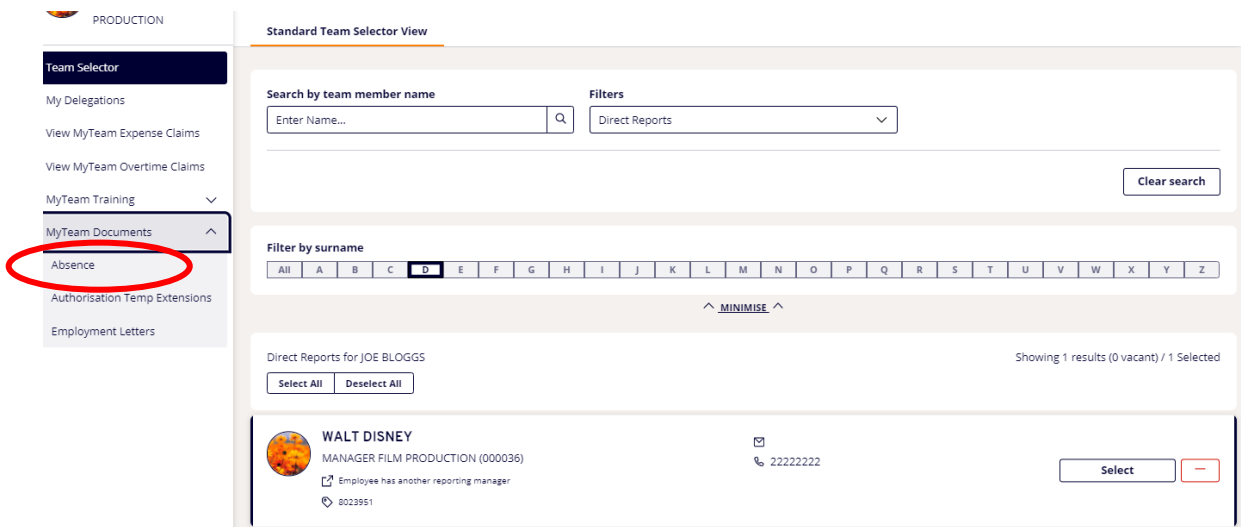 PRODUCTION
Standard Team Selector View
Team Selector
My Delegations
View MyTeam Expense Claims
View MyTeam Overtime Claims
MyTeam Training
MyTeam Documents
Absence
Authorisation Temp Extensions
Employment Letters
Search by team member name
Filters
Enter Name...
Direct Reports
Clear search
Filter by surname
All A B C D E F G H I J K L M N O P Q R S T U V W X Y Z
MINIMISE
Direct Reports for JOE BLOGGS
Showing 1 results (0 vacant) / 1 Selected
Select All Deselect All
WALT DISNEY
MANAGER FILM PRODUCTION (000036)
22222222
Employee has another reporting manager
8023951
Select